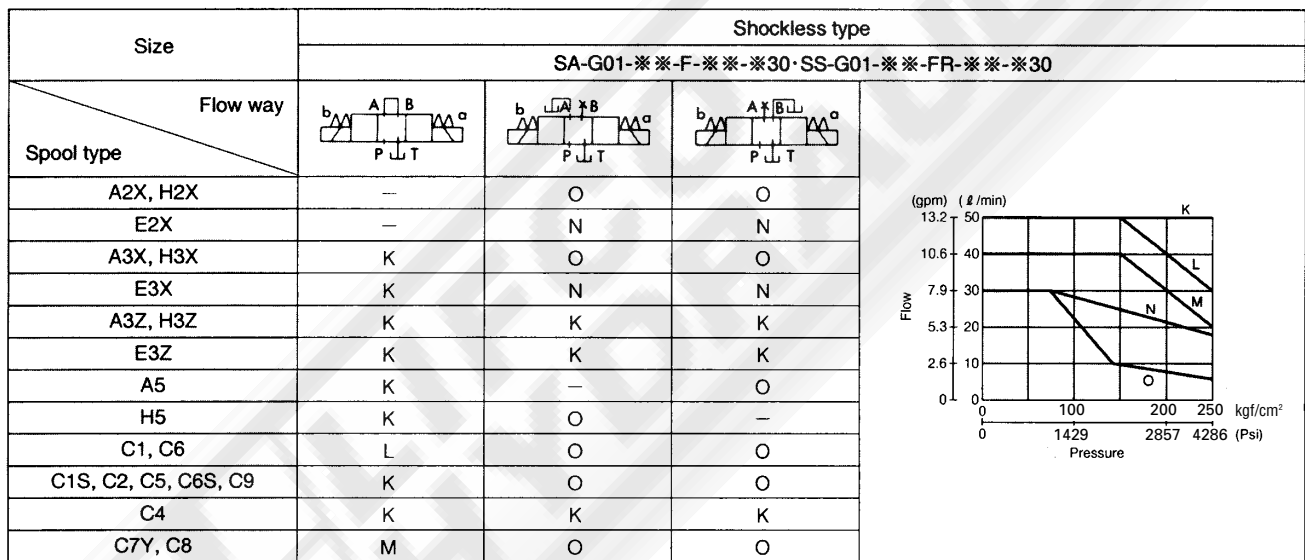 Size
Shockless type
SA-G01-※※-F-※※-※30·SS-G01-※※-FR-※※-※30
Flow way
Spool type
b A B a
P T
b A B a
P T
b A B a
P T
A2X, H2X – O O
E2X – N N
A3X, H3X K O O
E3X K N N
A3Z, H3Z K K K
E3Z K K K
A5 K – O
H5 K O –
C1, C6 L O O
C1S, C2, C5, C6S, C9 K O O
C4 K K K
C7Y, C8 M O O
(gpm) (ℓ/min)
13.2 50
10.6 40
7.9 30
5.3 20
2.6 10
0 0
Flow
K
L
M
N
O
0 100 200 250 kgf/cm²
0 1429 2857 4286 (Psi)
Pressure